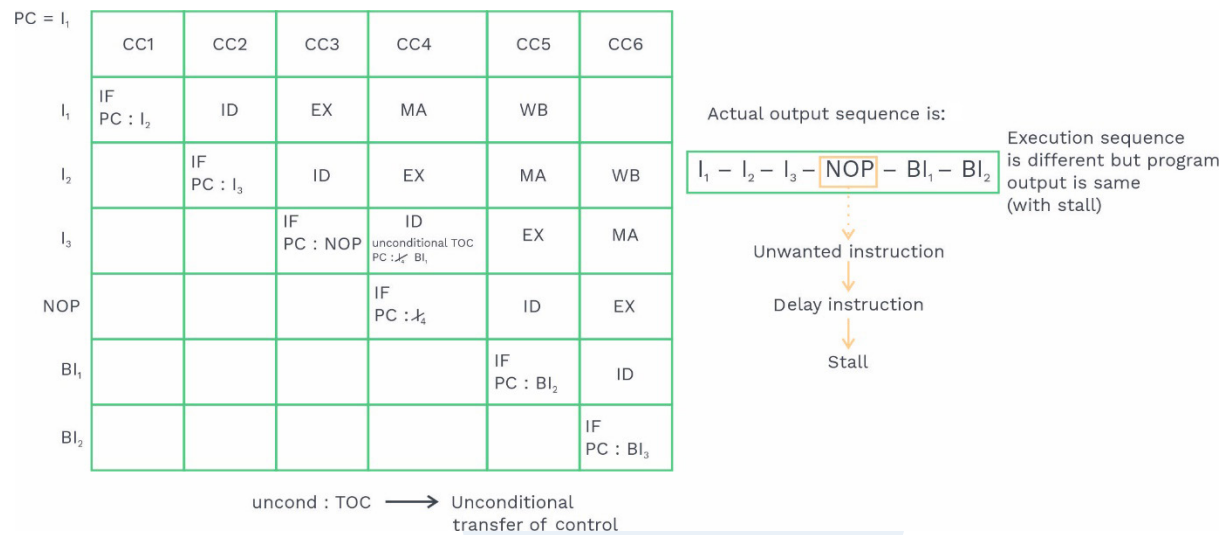 PC = I₁
CC1 CC2 CC3 CC4 CC5 CC6
I₁ IF ID EX MA WB
PC : I₂
I₂ IF ID EX MA WB
PC : I₃
I₃ IF ID EX MA
PC : NOP unconditional TOC
PC : I₄ BI₁
NOP IF ID EX
PC : I₄
BI₁ IF ID
PC : BI₂
BI₂ IF
PC : BI₃
uncond : TOC ⟶ Unconditional
transfer of control
Actual output sequence is:
I₁ – I₂ – I₃ – NOP – BI₁ – BI₂
Execution sequence
is different but program
output is same
(with stall)
Unwanted instruction
Delay instruction
Stall